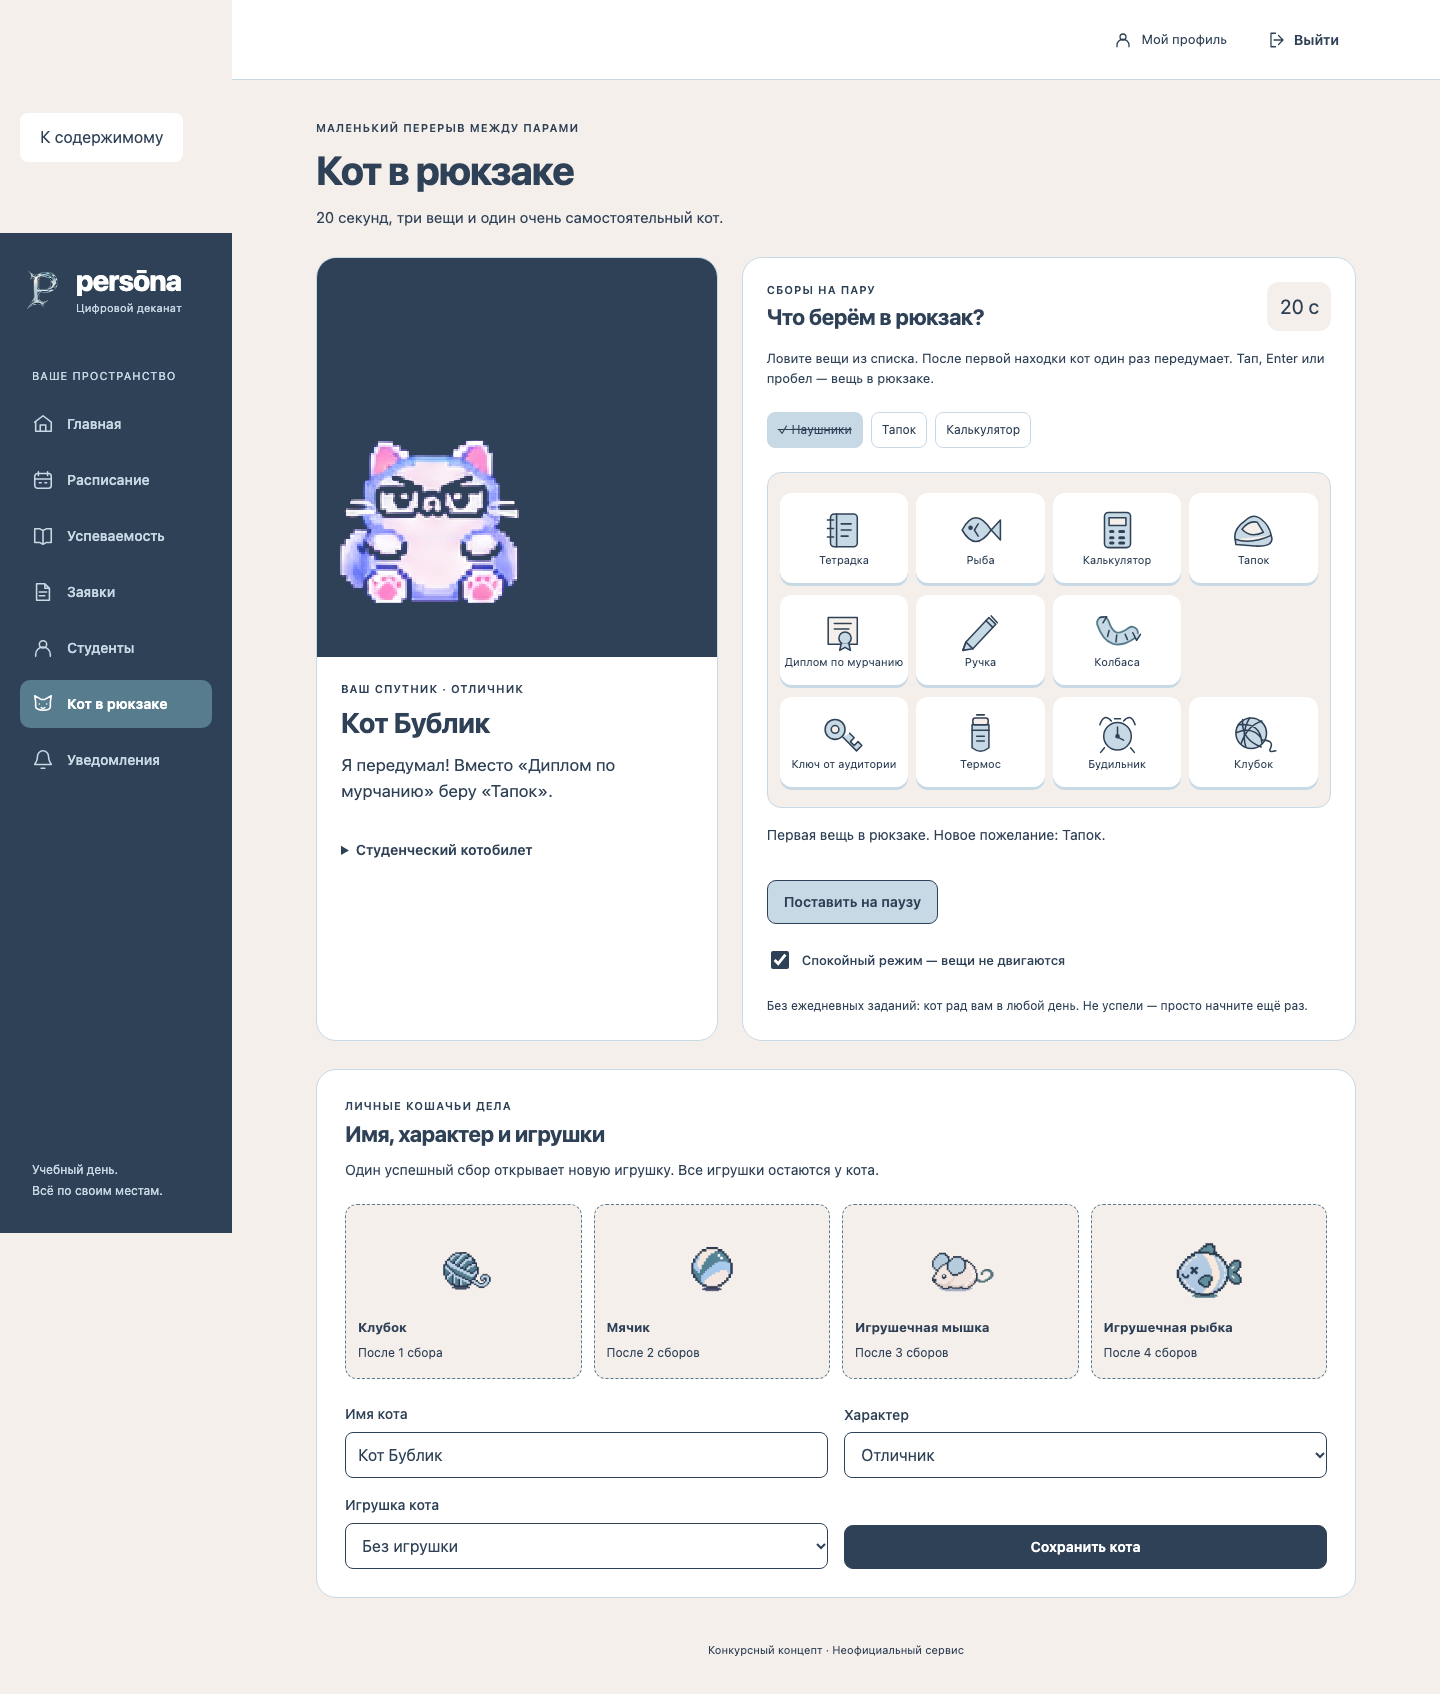 Мой профиль
Выйти
К содержимому
persōna
Цифровой деканат
ВАШЕ ПРОСТРАНСТВО
Главная
Расписание
Успеваемость
Заявки
Студенты
Кот в рюкзаке
Уведомления
Учебный день.
Всё по своим местам.
МАЛЕНЬКИЙ ПЕРЕРЫВ МЕЖДУ ПАРАМИ
Кот в рюкзаке
20 секунд, три вещи и один очень самостоятельный кот.
ВАШ СПУТНИК · ОТЛИЧНИК
Кот Бублик
Я передумал! Вместо «Диплом по
мурчанию» беру «Тапок».
Студенческий котобилет
СБОРЫ НА ПАРУ
Что берём в рюкзак?
20 с
Ловите вещи из списка. После первой находки кот один раз передумает. Тап, Enter или
пробел — вещь в рюкзаке.
✓ Наушники
Тапок
Калькулятор
Тетрадка
Рыба
Калькулятор
Тапок
Диплом по мурчанию
Ручка
Колбаса
Ключ от аудитории
Термос
Будильник
Клубок
Первая вещь в рюкзаке. Новое пожелание: Тапок.
Поставить на паузу
Спокойный режим — вещи не двигаются
Без ежедневных заданий: кот рад вам в любой день. Не успели — просто начните ещё раз.
ЛИЧНЫЕ КОШАЧЬИ ДЕЛА
Имя, характер и игрушки
Один успешный сбор открывает новую игрушку. Все игрушки остаются у кота.
Клубок
После 1 сбора
Мячик
После 2 сборов
Игрушечная мышка
После 3 сборов
Игрушечная рыбка
После 4 сборов
Имя кота
Кот Бублик
Характер
Отличник
Игрушка кота
Без игрушки
Сохранить кота
Конкурсный концепт · Неофициальный сервис